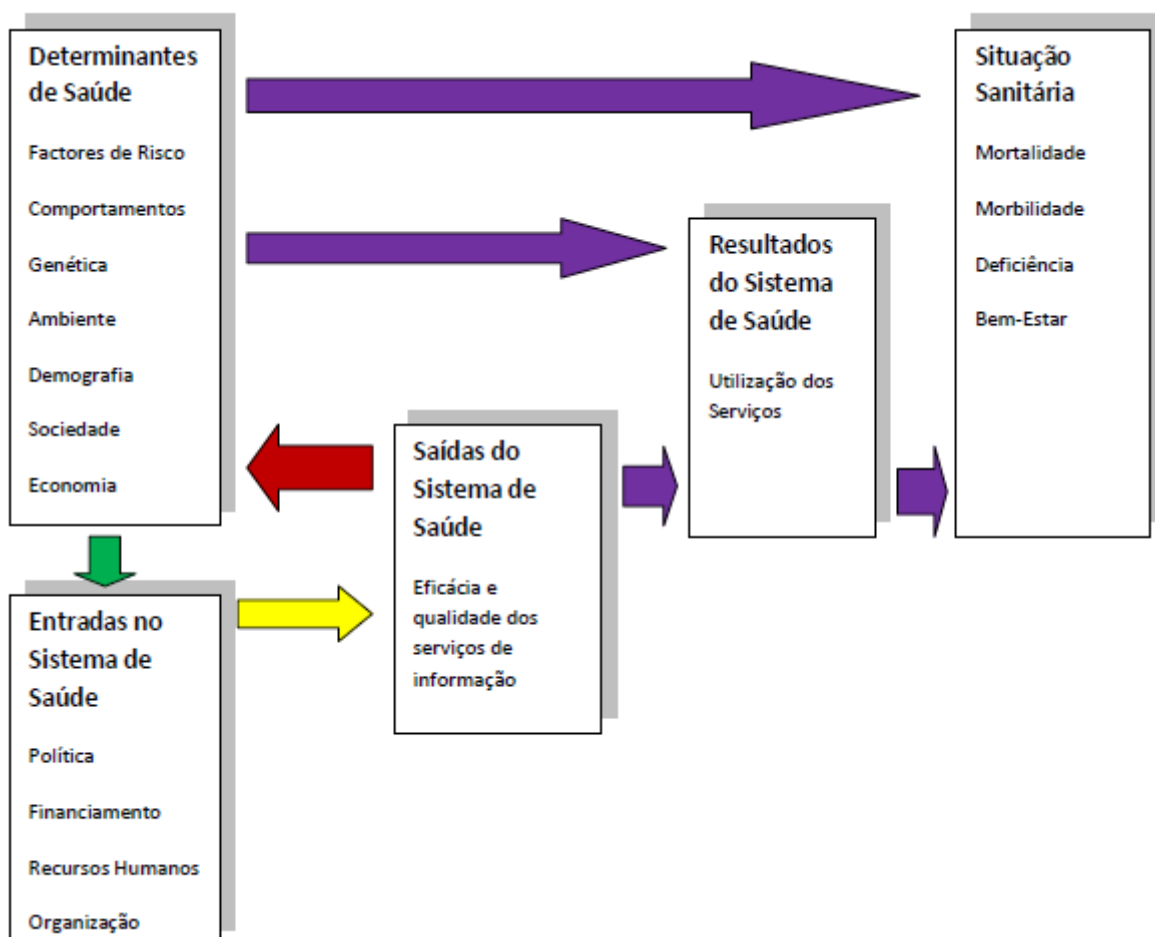 Determinantes
de Saúde
Factores de Risco
Comportamentos
Genética
Ambiente
Demografia
Sociedade
Economia
Entradas no
Sistema de
Saúde
Política
Financiamento
Recursos Humanos
Organização
Saídas do
Sistema de
Saúde
Eficácia e
qualidade dos
serviços de
informação
Resultados
do Sistema
de Saúde
Utilização dos
Serviços
Situação
Sanitária
Mortalidade
Morbilidade
Deficiência
Bem-Estar